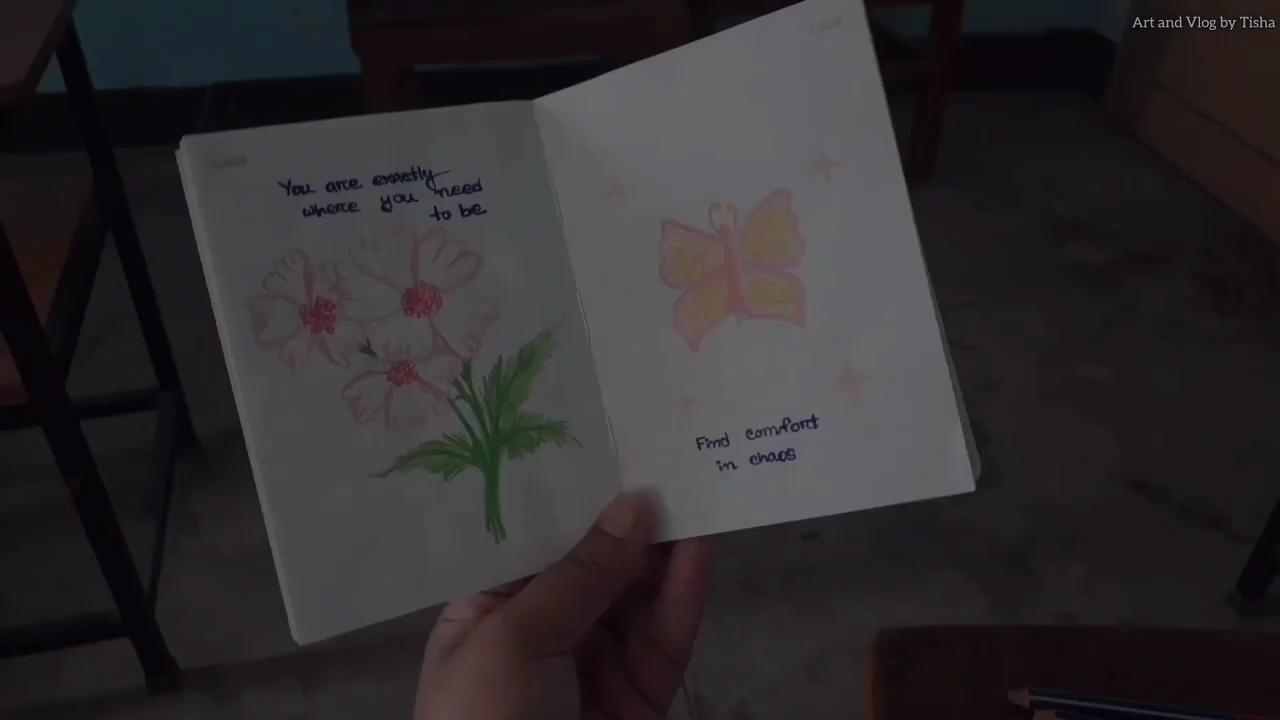 Art and Vlog by Tisha
You are exactly
where you need
to be
Find comfort
in chaos